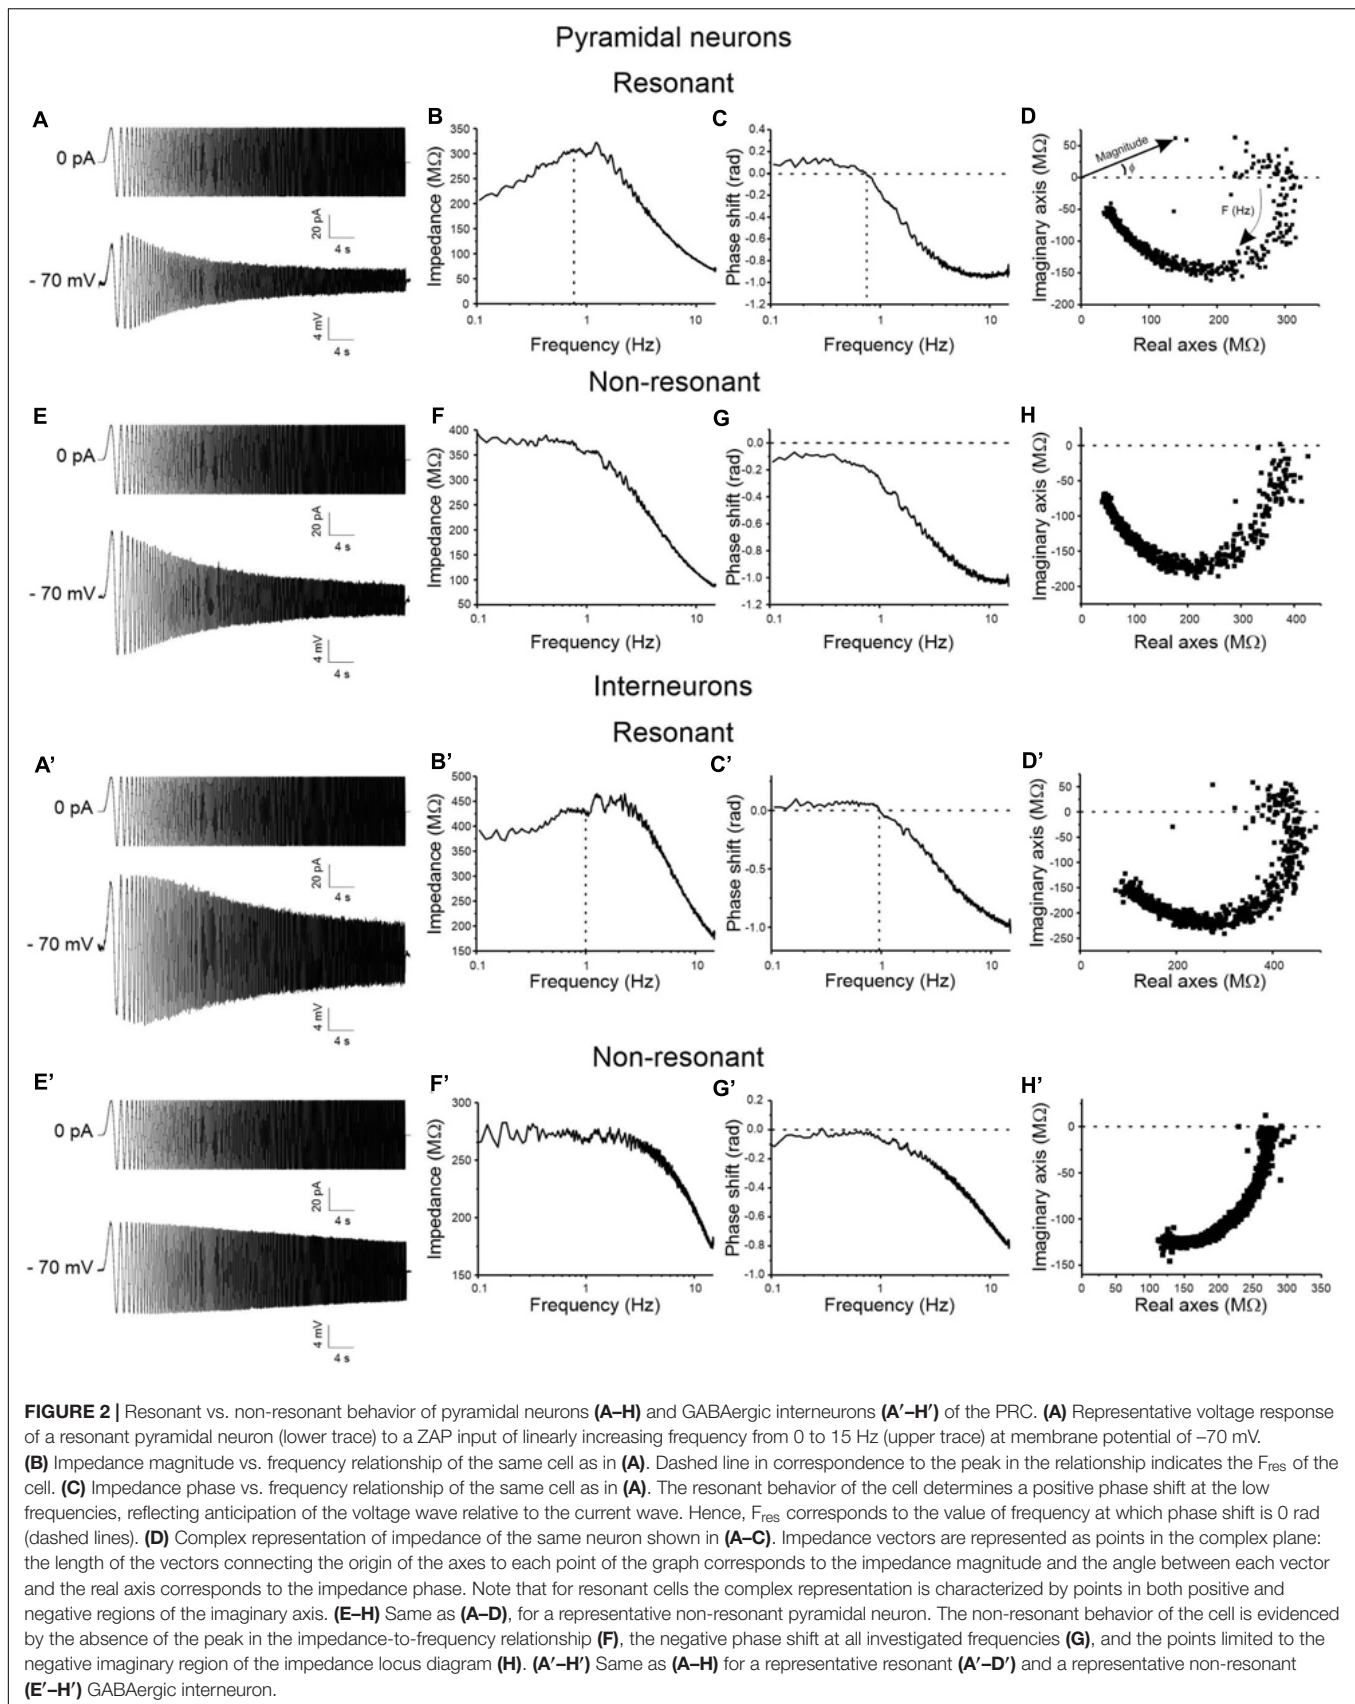 Pyramidal neurons
Resonant
A
0 pA
20 pA
4 s
- 70 mV
4 mV
4 s
B
Impedance (MΩ)
350
300
250
200
150
100
50
0
0.1 1 10
Frequency (Hz)
C
Phase shift (rad)
0.4
0.2
0.0
-0.2
-0.4
-0.6
-0.8
-1.0
-1.2
0.1 1 10
Frequency (Hz)
D
Imaginary axis (MΩ)
50
0
-50
-100
-150
-200
Magnitude
ϕ
F (Hz)
0 50 100 150 200 250 300
Real axes (MΩ)
Non-resonant
E
0 pA
20 pA
4 s
- 70 mV
4 mV
4 s
F
Impedance (MΩ)
400
350
300
250
200
150
100
50
0.1 1 10
Frequency (Hz)
G
Phase shift (rad)
0.0
-0.2
-0.4
-0.6
-0.8
-1.0
-1.2
0.1 1 10
Frequency (Hz)
H
Imaginary axis (MΩ)
0
-50
-100
-150
-200
0 100 200 300 400
Real axes (MΩ)
Interneurons
Resonant
A’
0 pA
20 pA
4 s
- 70 mV
4 mV
4 s
B’
Impedance (MΩ)
500
450
400
350
300
250
200
150
0.1 1 10
Frequency (Hz)
C’
Phase shift (rad)
0.0
-0.5
-1.0
0.1 1 10
Frequency (Hz)
D’
Imaginary axis (MΩ)
50
0
-50
-100
-150
-200
-250
0 200 400
Real axes (MΩ)
Non-resonant
E’
0 pA
20 pA
4 s
- 70 mV
4 mV
4 s
F’
Impedance (MΩ)
300
250
200
150
0.1 1 10
Frequency (Hz)
G’
Phase shift (rad)
0.2
0.0
-0.2
-0.4
-0.6
-0.8
-1.0
0.1 1 10
Frequency (Hz)
H’
Imaginary axis (MΩ)
0
-50
-100
-150
0 50 100 150 200 250 300 350
Real axes (MΩ)
FIGURE 2 | Resonant vs. non-resonant behavior of pyramidal neurons (A–H) and GABAergic interneurons (A′–H′) of the PRC. (A) Representative voltage response
of a resonant pyramidal neuron (lower trace) to a ZAP input of linearly increasing frequency from 0 to 15 Hz (upper trace) at membrane potential of –70 mV.
(B) Impedance magnitude vs. frequency relationship of the same cell as in (A). Dashed line in correspondence to the peak in the relationship indicates the Fres of the
cell. (C) Impedance phase vs. frequency relationship of the same cell as in (A). The resonant behavior of the cell determines a positive phase shift at the low
frequencies, reflecting anticipation of the voltage wave relative to the current wave. Hence, Fres corresponds to the value of frequency at which phase shift is 0 rad
(dashed lines). (D) Complex representation of impedance of the same neuron shown in (A–C). Impedance vectors are represented as points in the complex plane:
the length of the vectors connecting the origin of the axes to each point of the graph corresponds to the impedance magnitude and the angle between each vector
and the real axis corresponds to the impedance phase. Note that for resonant cells the complex representation is characterized by points in both positive and
negative regions of the imaginary axis. (E–H) Same as (A–D), for a representative non-resonant pyramidal neuron. The non-resonant behavior of the cell is evidenced
by the absence of the peak in the impedance-to-frequency relationship (F), the negative phase shift at all investigated frequencies (G), and the points limited to the
negative imaginary region of the impedance locus diagram (H). (A′–H′) Same as (A–H) for a representative resonant (A′–D′) and a representative non-resonant
(E′–H′) GABAergic interneuron.